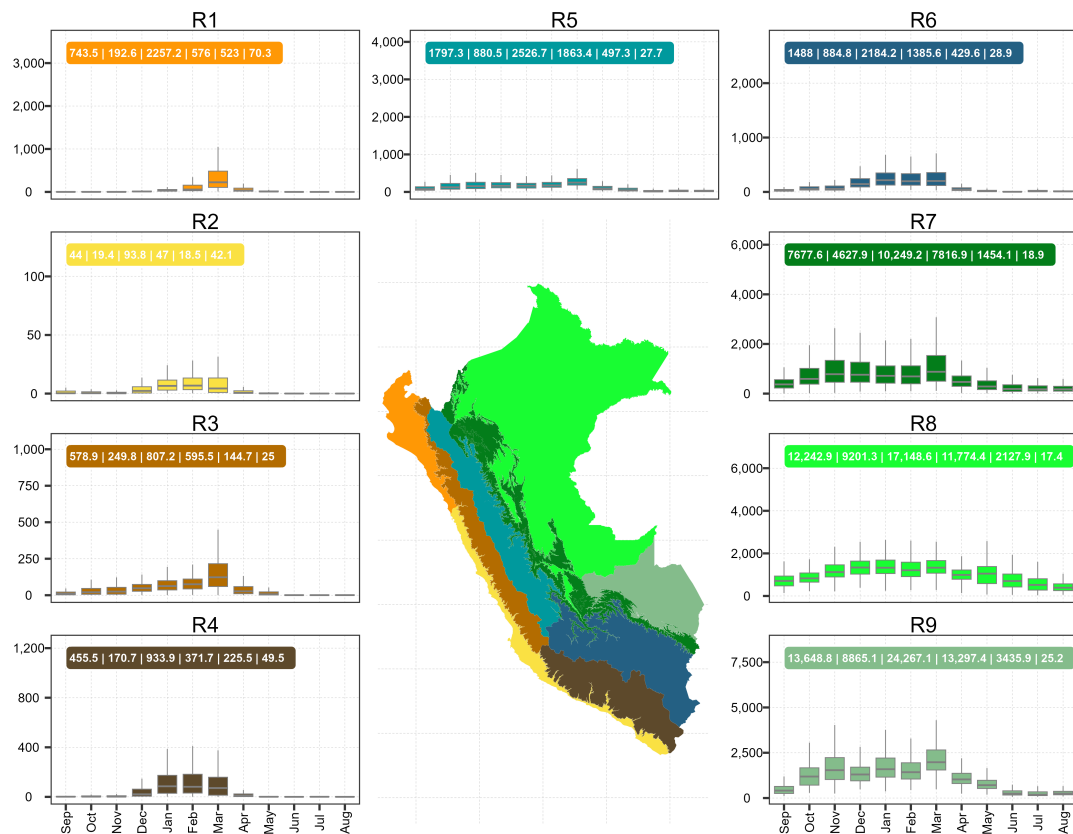 R1
743.5 | 192.6 | 2257.2 | 576 | 523 | 70.3
3,000
2,000
1,000
0
R5
1797.3 | 880.5 | 2526.7 | 1863.4 | 497.3 | 27.7
4,000
3,000
2,000
1,000
0
R6
1488 | 884.8 | 2184.2 | 1385.6 | 429.6 | 28.9
2,000
1,000
0
R2
44 | 19.4 | 93.8 | 47 | 18.5 | 42.1
100
50
0
R7
7677.6 | 4627.9 | 10,249.2 | 7816.9 | 1454.1 | 18.9
6,000
4,000
2,000
0
R3
578.9 | 249.8 | 807.2 | 595.5 | 144.7 | 25
1,000
750
500
250
0
R8
12,242.9 | 9201.3 | 17,148.6 | 11,774.4 | 2127.9 | 17.4
6,000
4,000
2,000
0
R4
455.5 | 170.7 | 933.9 | 371.7 | 225.5 | 49.5
1,200
800
400
0
Sep
Oct
Nov
Dec
Jan
Feb
Mar
Apr
May
Jun
Jul
Aug
R9
13,648.8 | 8865.1 | 24,267.1 | 13,297.4 | 3435.9 | 25.2
7,500
5,000
2,500
0
Sep
Oct
Nov
Dec
Jan
Feb
Mar
Apr
May
Jun
Jul
Aug